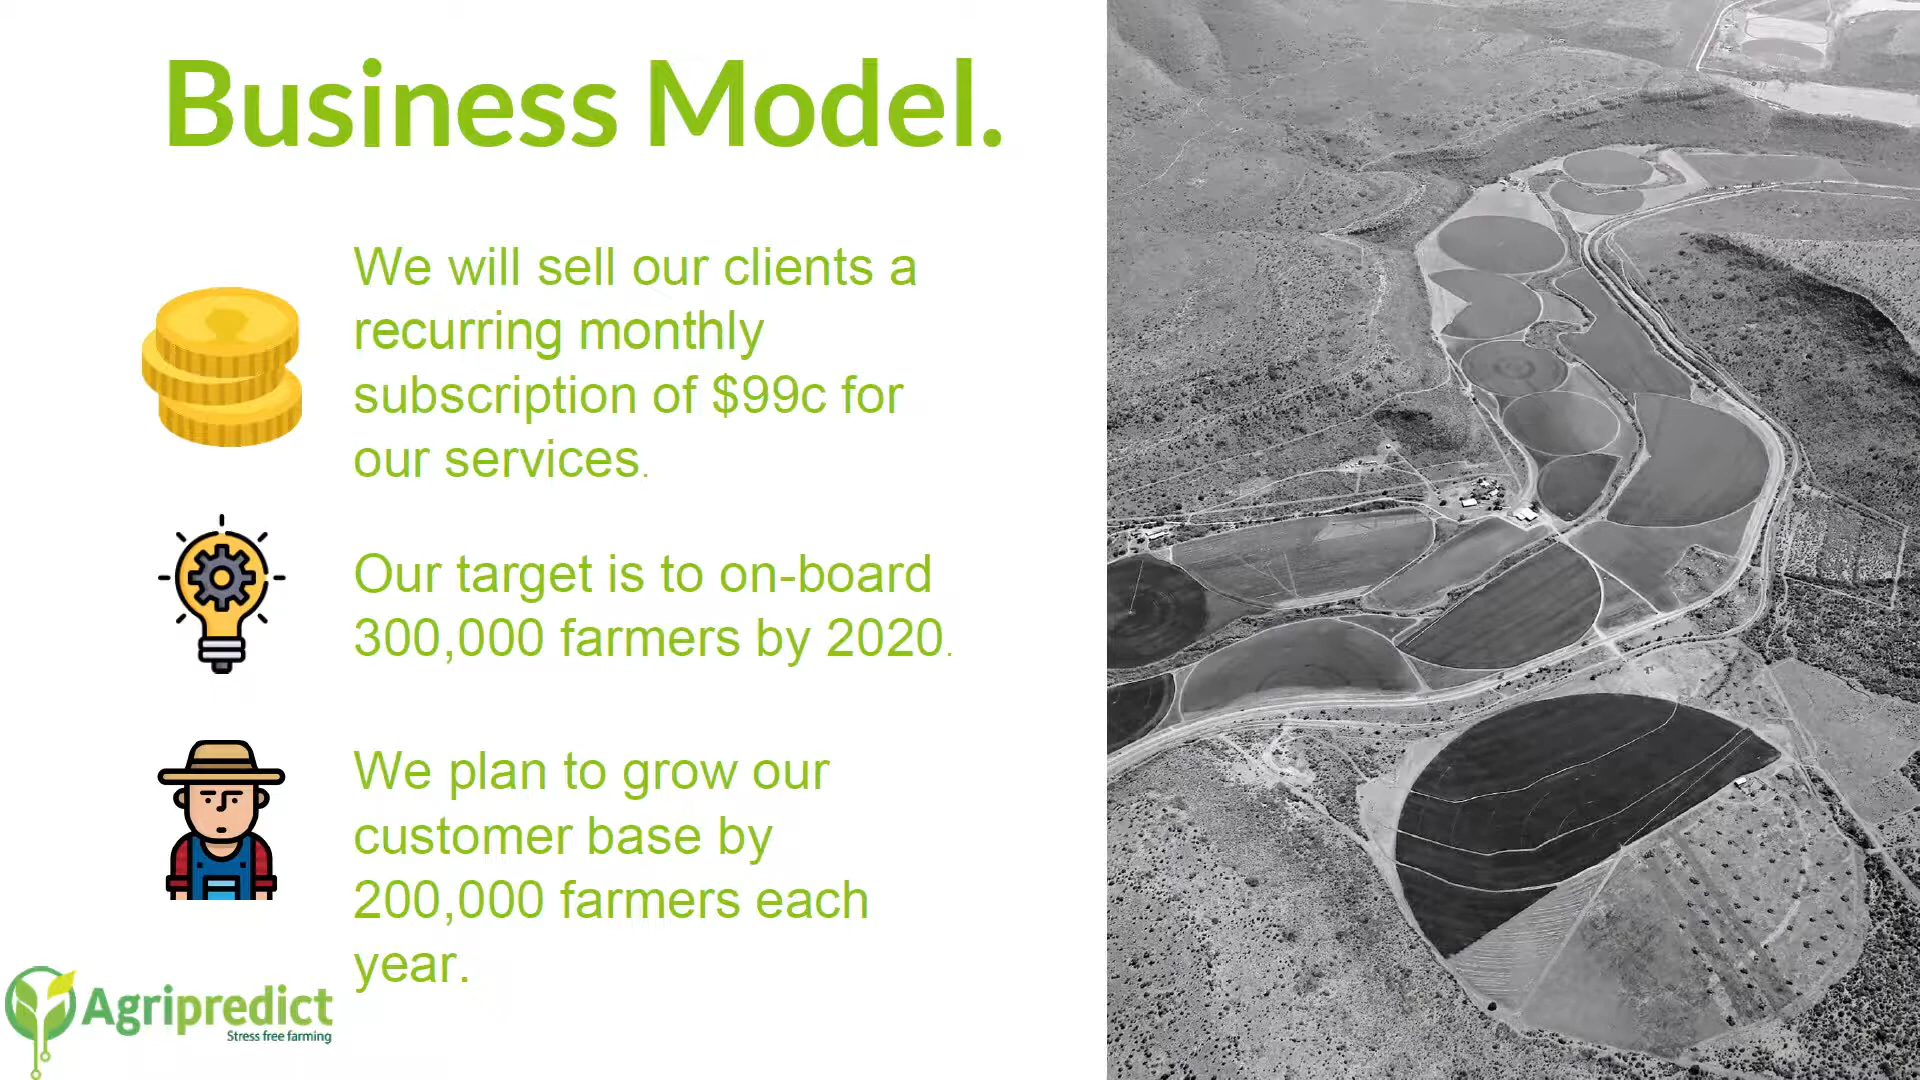 Business Model.
We will sell our clients a
recurring monthly
subscription of $99c for
our services.
Our target is to on-board
300,000 farmers by 2020.
We plan to grow our
customer base by
200,000 farmers each
year.
Agripredict
Stress free farming